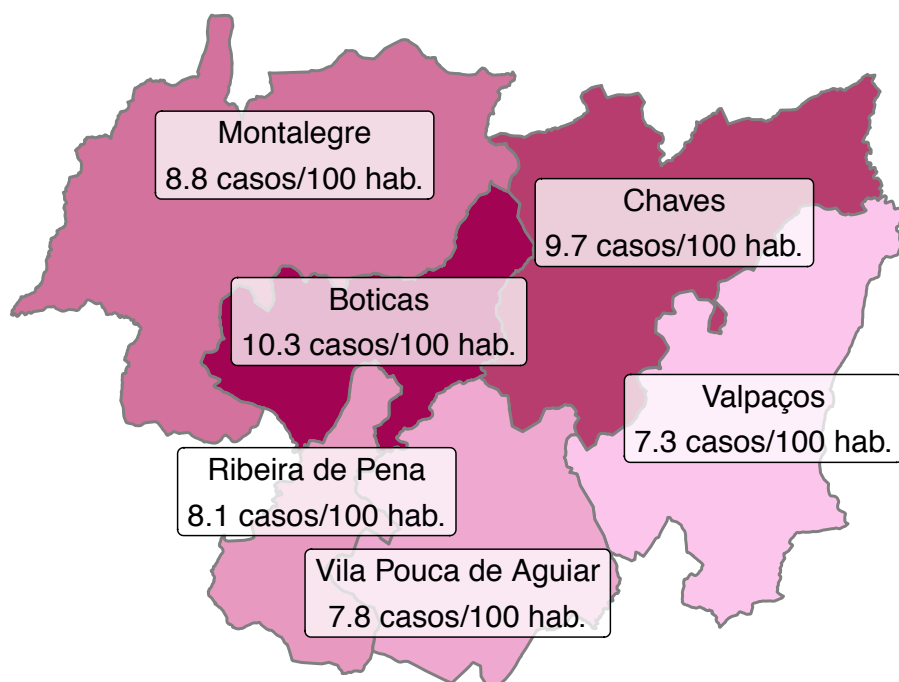 Montalegre
8.8 casos/100 hab.
Chaves
9.7 casos/100 hab.
Boticas
10.3 casos/100 hab.
Valpaços
7.3 casos/100 hab.
Ribeira de Pena
8.1 casos/100 hab.
Vila Pouca de Aguiar
7.8 casos/100 hab.